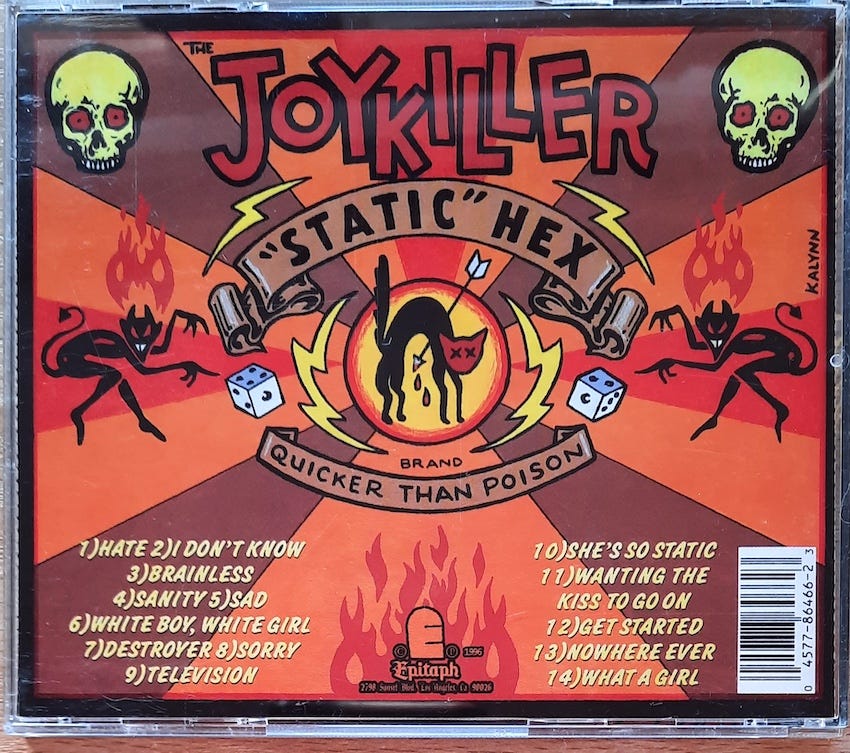 THE
JOYKILLER
"STATIC" HEX
KALYNN
BRAND
QUICKER THAN POISON
1)HATE 2)I DON'T KNOW
3)BRAINLESS
4)SANITY 5)SAD
6)WHITE BOY, WHITE GIRL
7)DESTROYER 8)SORRY
9)TELEVISION
10)SHE'S SO STATIC
11)WANTING THE
KISS TO GO ON
12)GET STARTED
13)NOWHERE EVER
14)WHAT A GIRL
E
© ℗ 1996
Epitaph
2798 Sunset Blvd. Los Angeles, Ca 90026
0 4577-86466-2 3